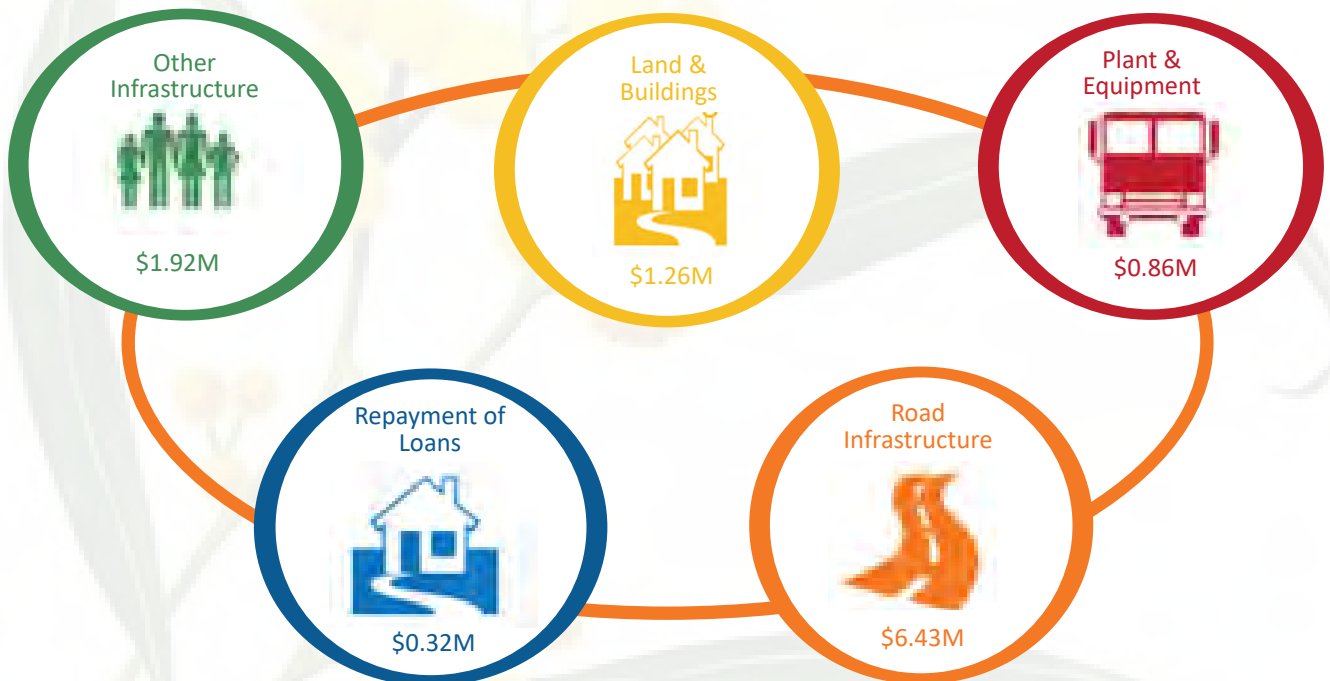 Other
Infrastructure
$1.92M
Land &
Buildings
$1.26M
Plant &
Equipment
$0.86M
Repayment of
Loans
$0.32M
Road
Infrastructure
$6.43M